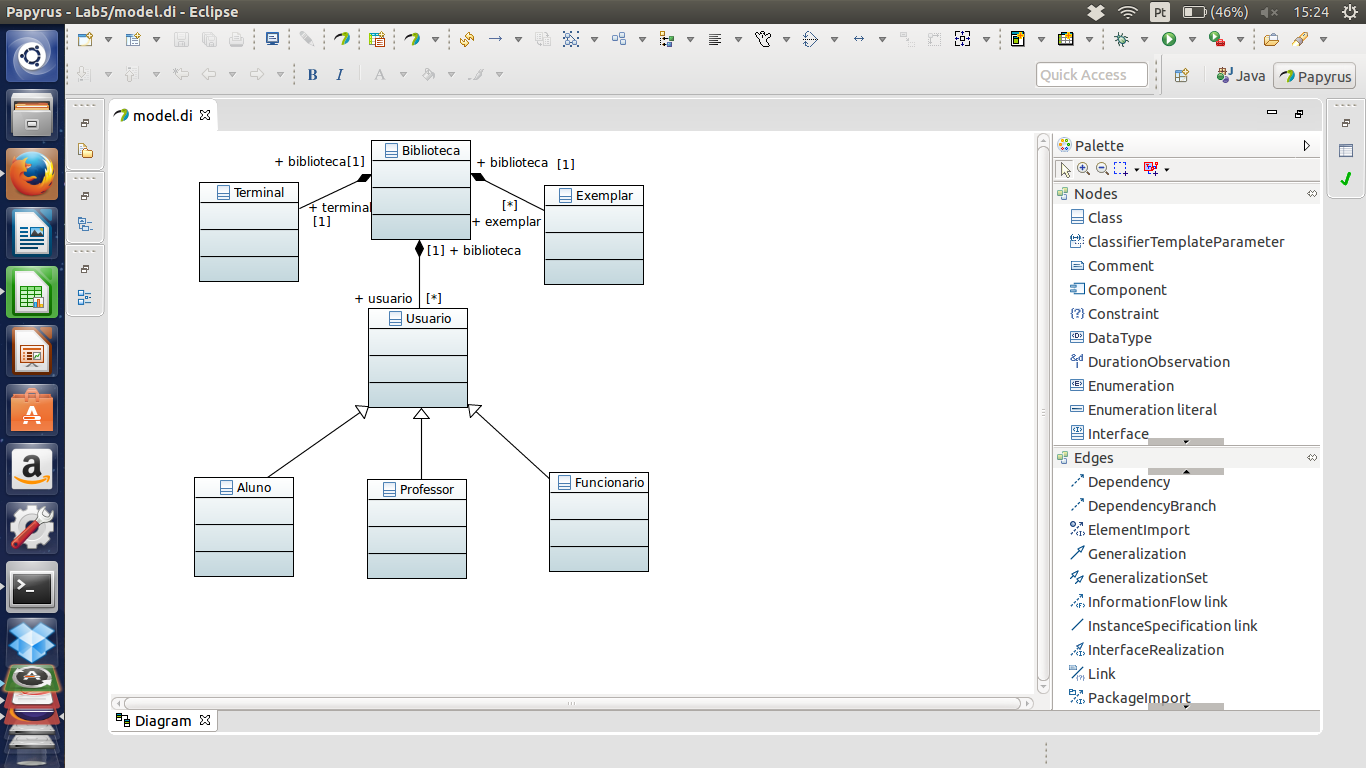 Papyrus - Lab5/model.di - Eclipse
Pt
(46%)
15:24
B I A
Quick Access
Java
Papyrus
model.di
Biblioteca
+ biblioteca[1]
+ biblioteca [1]
Terminal
Exemplar
+ terminal
[1]
[*]
+ exemplar
[1] + biblioteca
+ usuario [*]
Usuario
Aluno
Professor
Funcionario
Palette
Nodes
Class
ClassifierTemplateParameter
Comment
Component
Constraint
DataType
DurationObservation
Enumeration
Enumeration literal
Interface
Edges
Dependency
DependencyBranch
ElementImport
Generalization
GeneralizationSet
InformationFlow link
InstanceSpecification link
InterfaceRealization
Link
PackageImport
Diagram